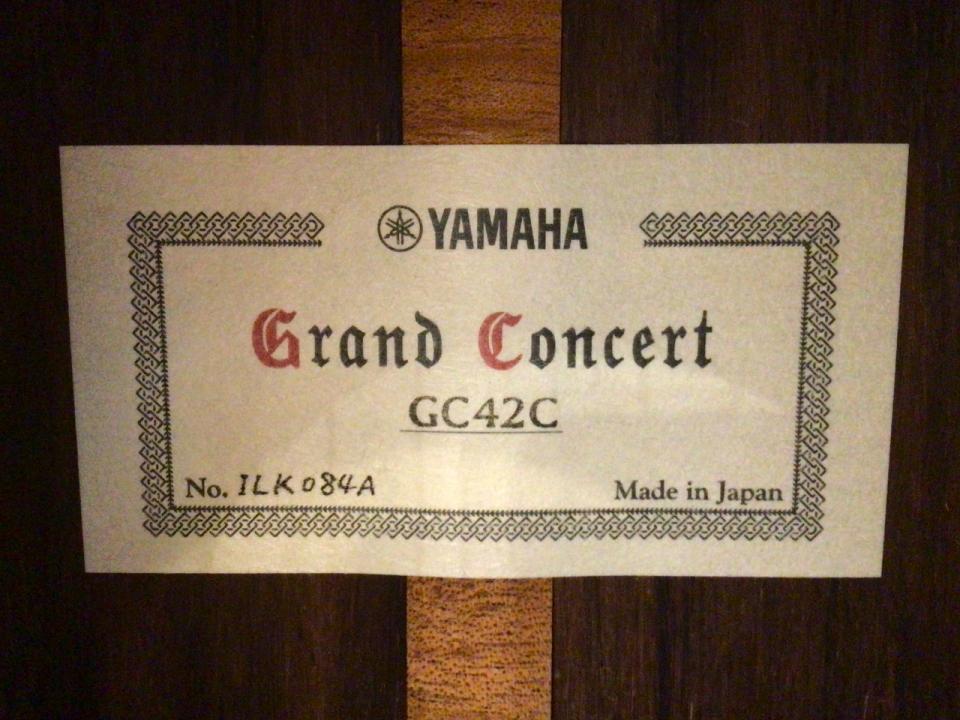 YAMAHA
Grand Concert
GC42C
No. ILK084A
Made in Japan